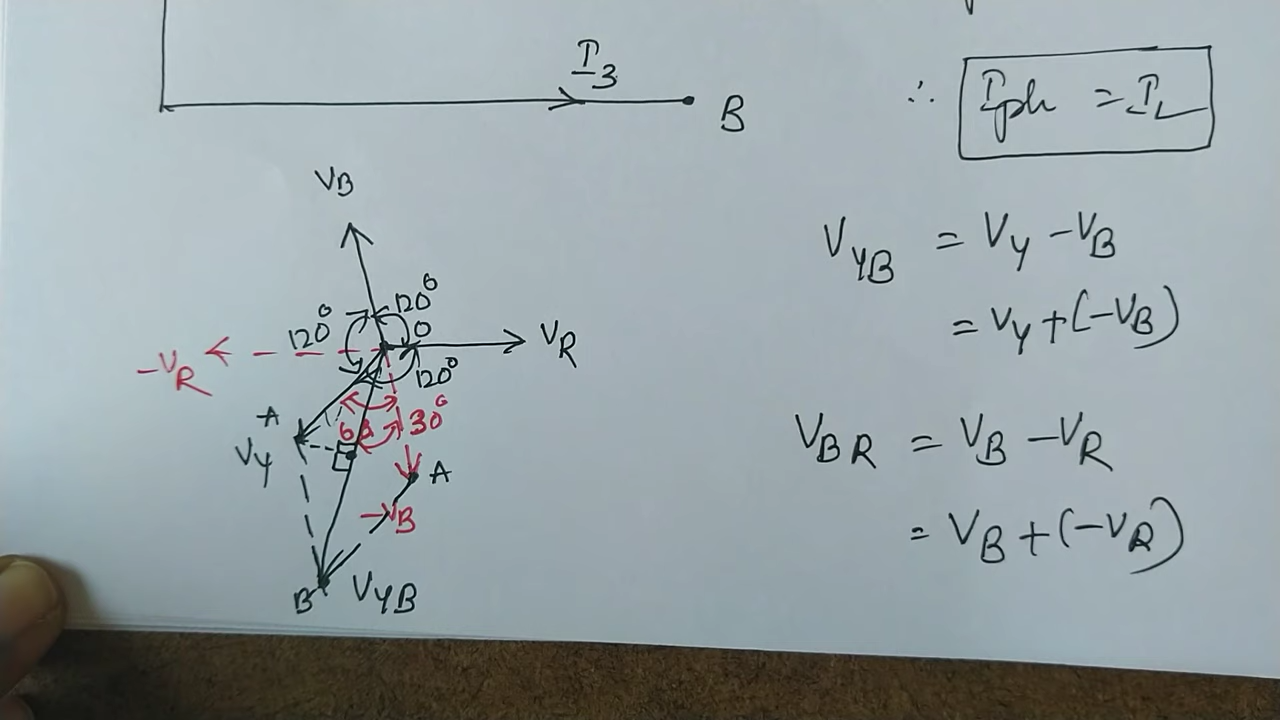 I3
B
∴ Iph = IL
VB
VYB = VY - VB
120°
120°
O
= VY + (-VB)
-VR
VR
120°
A
30°
VY
60
VBR = VB - VR
A
-VB
= VB + (-VR)
B
VYB